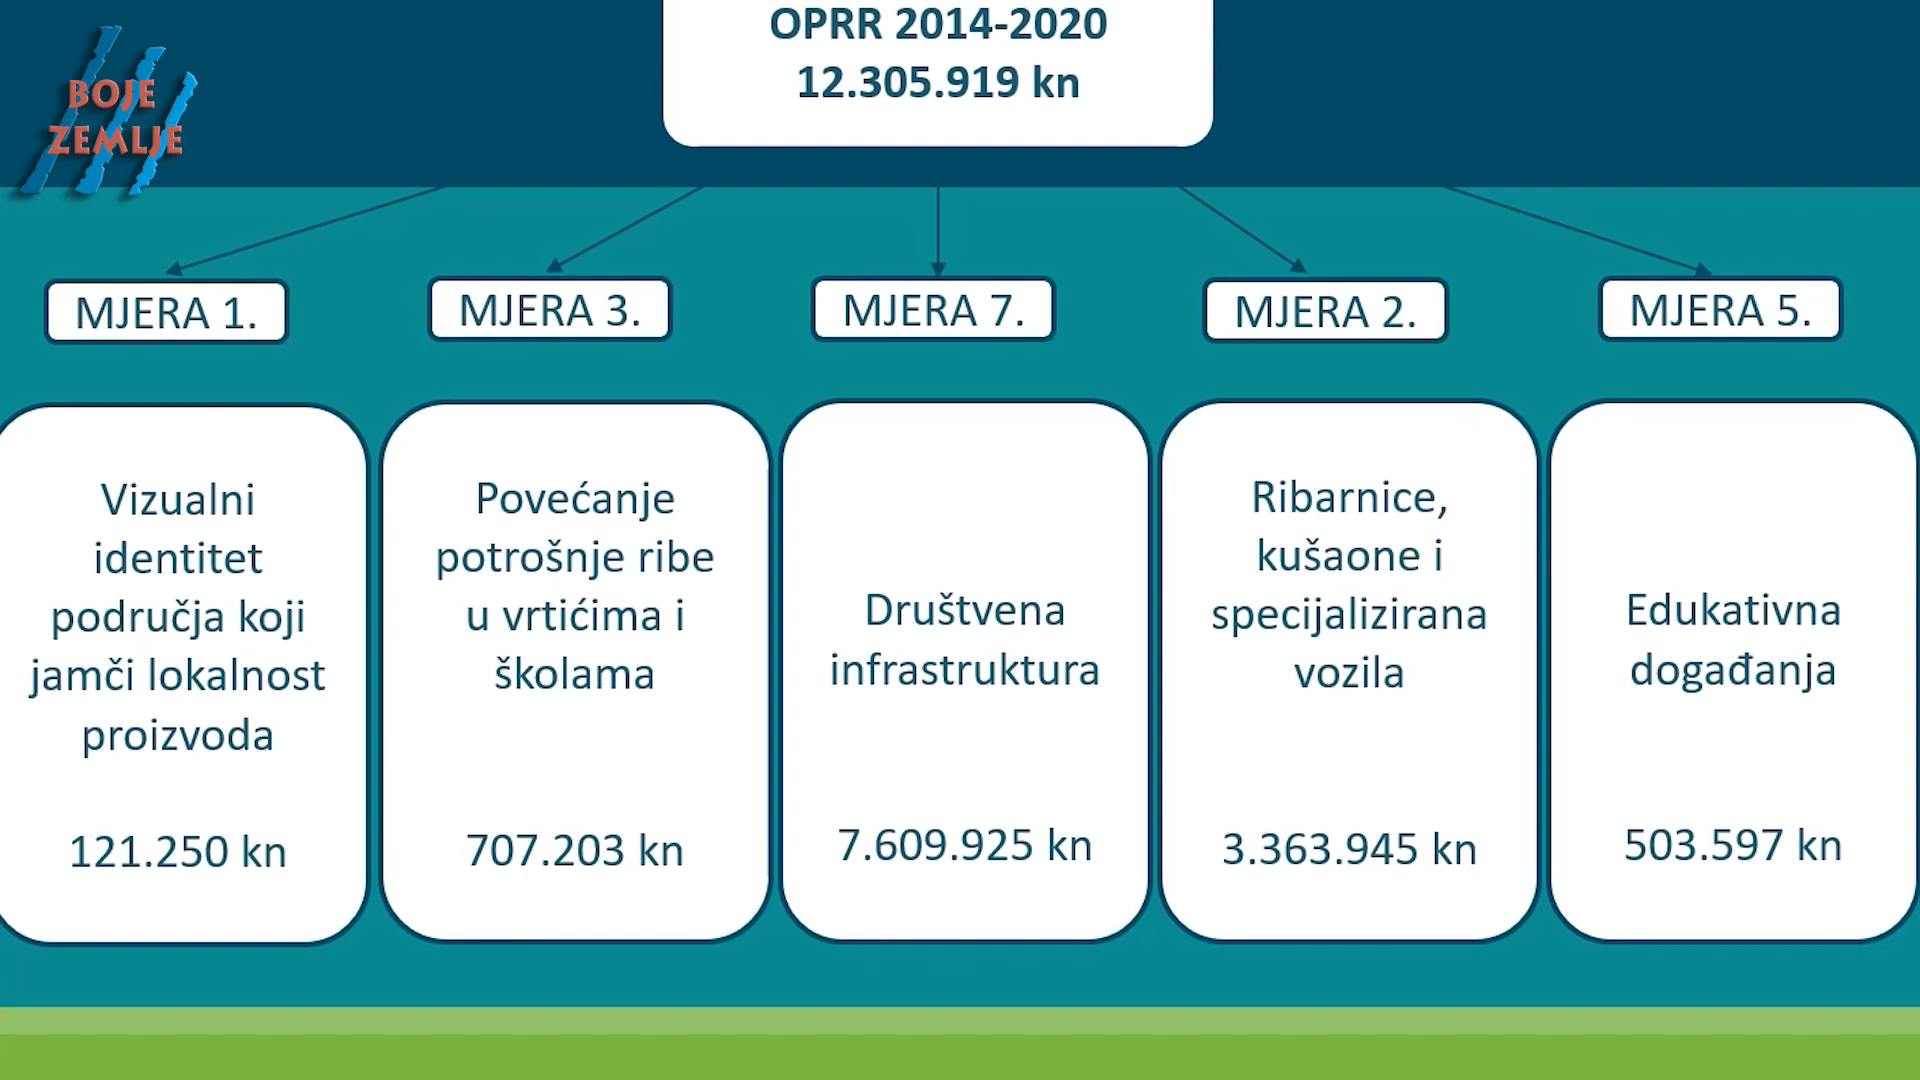 BOJE
ZEMLJE
OPRR 2014-2020
12.305.919 kn
MJERA 1.
MJERA 3.
MJERA 7.
MJERA 2.
MJERA 5.
Vizualni
identitet
područja koji
jamči lokalnost
proizvoda
121.250 kn
Povećanje
potrošnje ribe
u vrtićima i
školama
707.203 kn
Društvena
infrastruktura
7.609.925 kn
Ribarnice,
kušaone i
specijalizirana
vozila
3.363.945 kn
Edukativna
događanja
503.597 kn